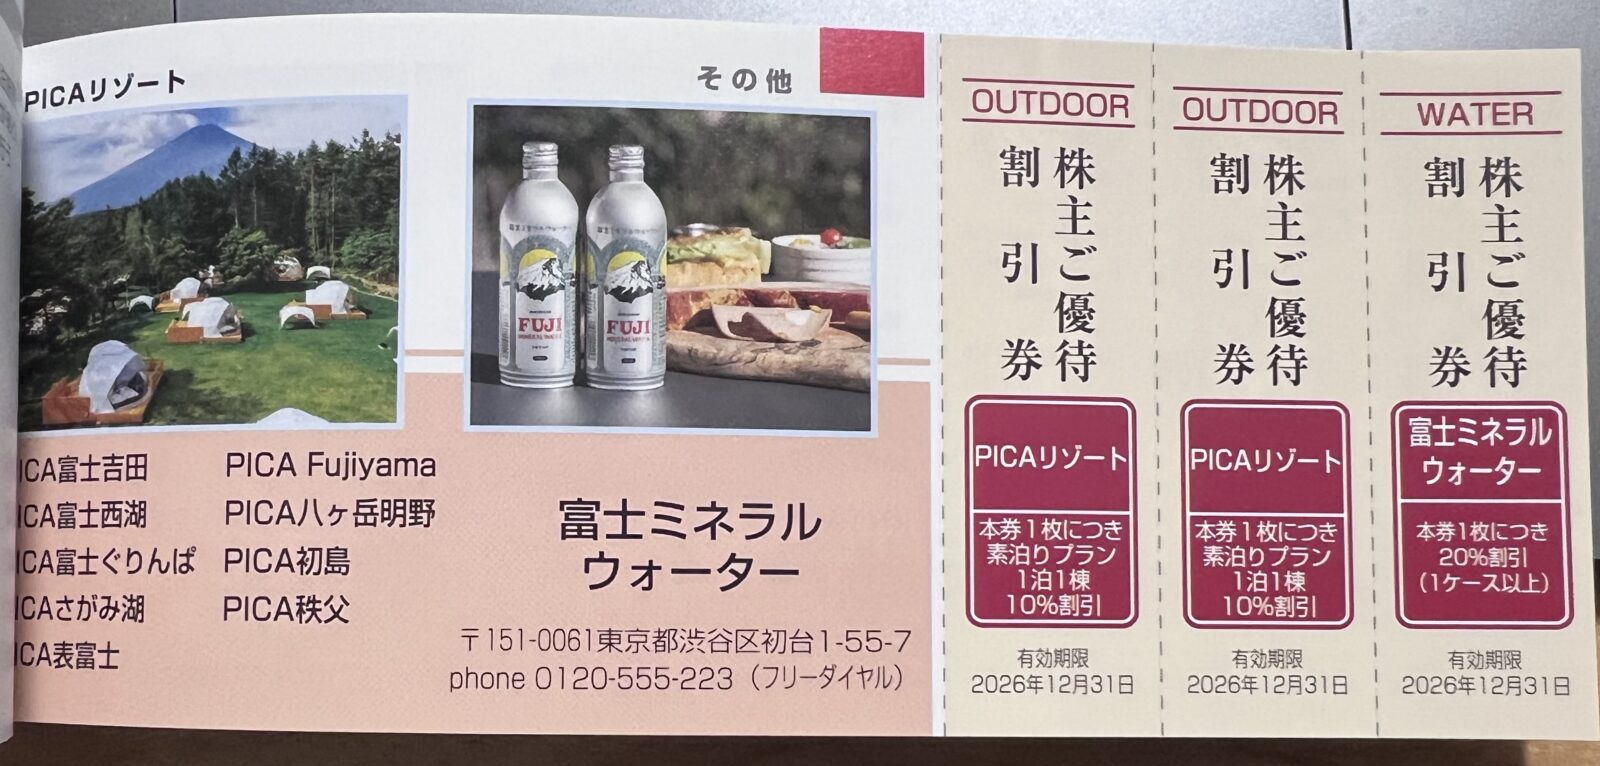 PICAリゾート
ICA富士吉田
ICA富士西湖
ICA富士ぐりんぱ
ICAさがみ湖
ICA表富士
PICA Fujiyama
PICA八ヶ岳明野
PICA初島
PICA秩父
その他
FUJI
MINERAL WATER
FUJI
MINERAL WATER
富士ミネラル
ウォーター
〒151-0061東京都渋谷区初台1-55-7
phone 0120-555-223（フリーダイヤル）
OUTDOOR
株主ご優待
割引券
PICAリゾート
本券1枚につき
素泊りプラン
1泊1棟
10%割引
有効期限
2026年12月31日
OUTDOOR
株主ご優待
割引券
PICAリゾート
本券1枚につき
素泊りプラン
1泊1棟
10%割引
有効期限
2026年12月31日
WATER
株主ご優待
割引券
富士ミネラル
ウォーター
本券1枚につき
20%割引
（1ケース以上）
有効期限
2026年12月31日